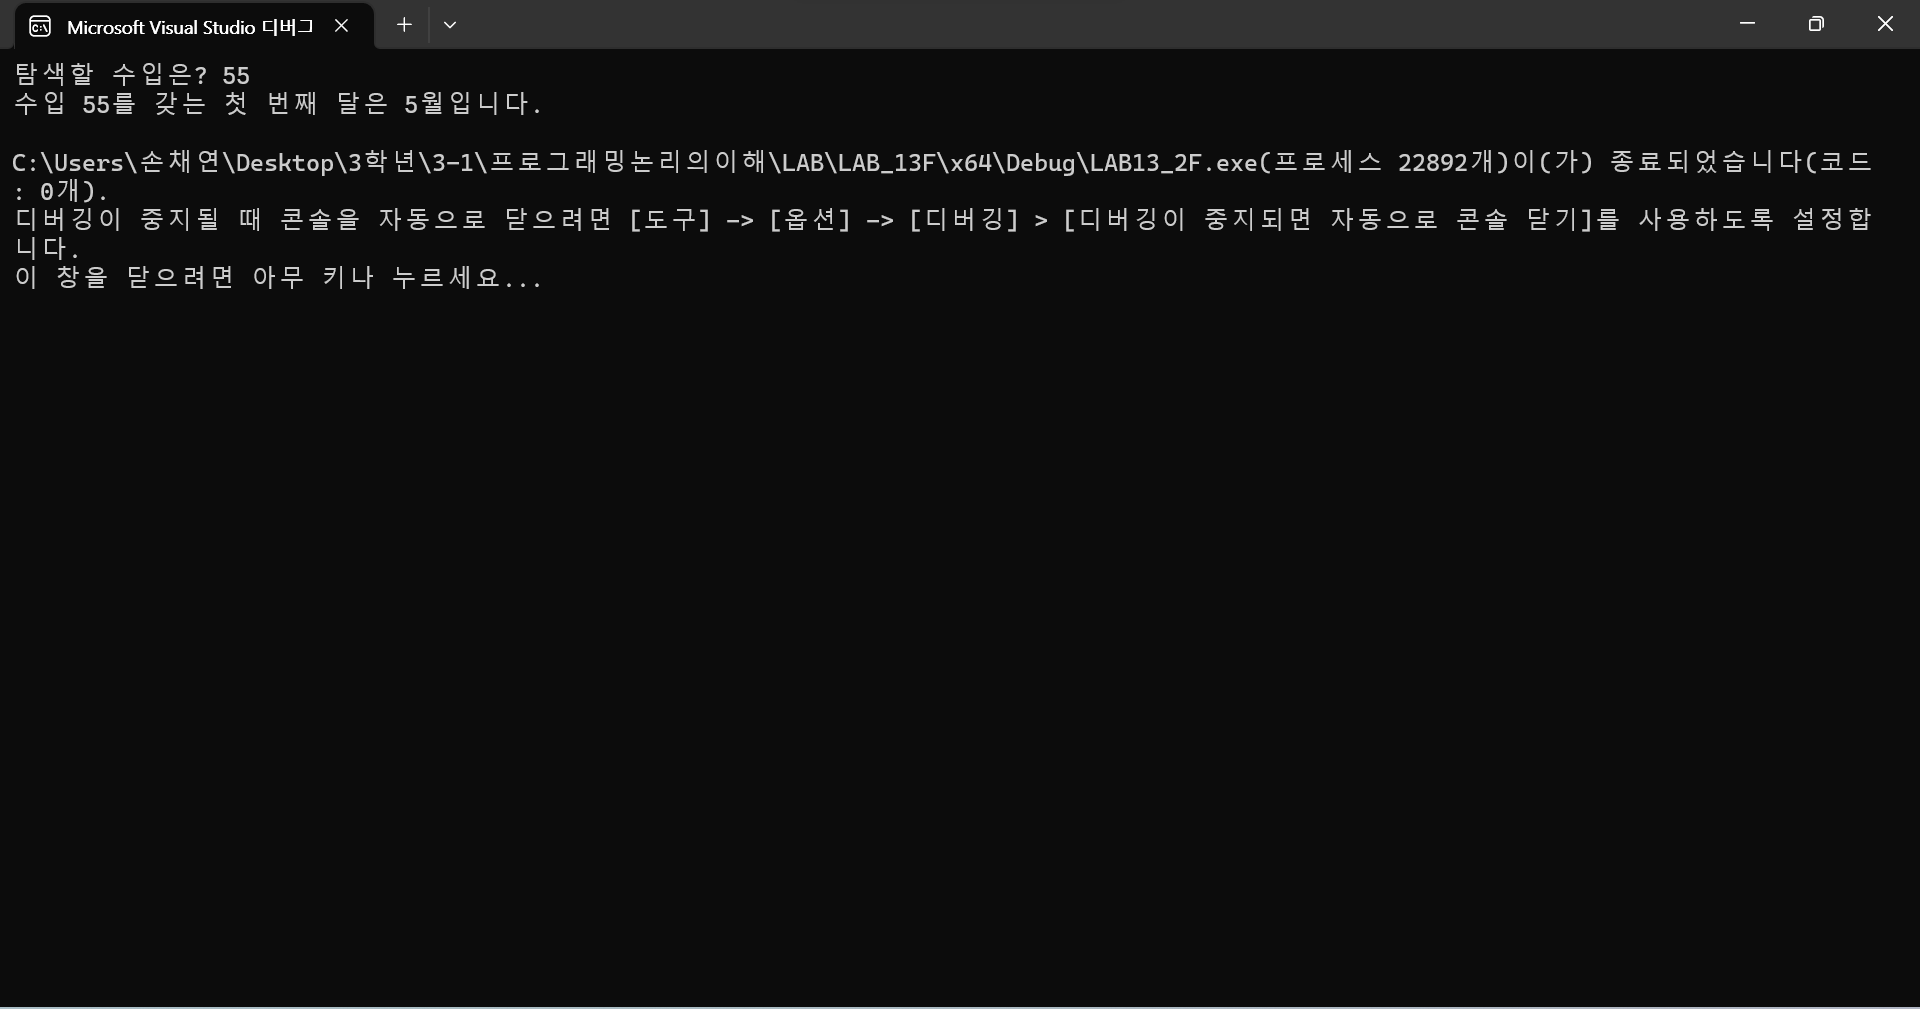 Microsoft Visual Studio 디버그
탐색할 수입은? 55
수입 55를 갖는 첫 번째 달은 5월입니다.
C:\Users\손채연\Desktop\3학년\3-1\프로그래밍논리의이해\LAB\LAB_13F\x64\Debug\LAB13_2F.exe(프로세스 22892개)이(가) 종료되었습니다(코드
: 0개).
디버깅이 중지될 때 콘솔을 자동으로 닫으려면 [도구] -> [옵션] -> [디버깅] > [디버깅이 중지되면 자동으로 콘솔 닫기]를 사용하도록 설정합
니다.
이 창을 닫으려면 아무 키나 누르세요...